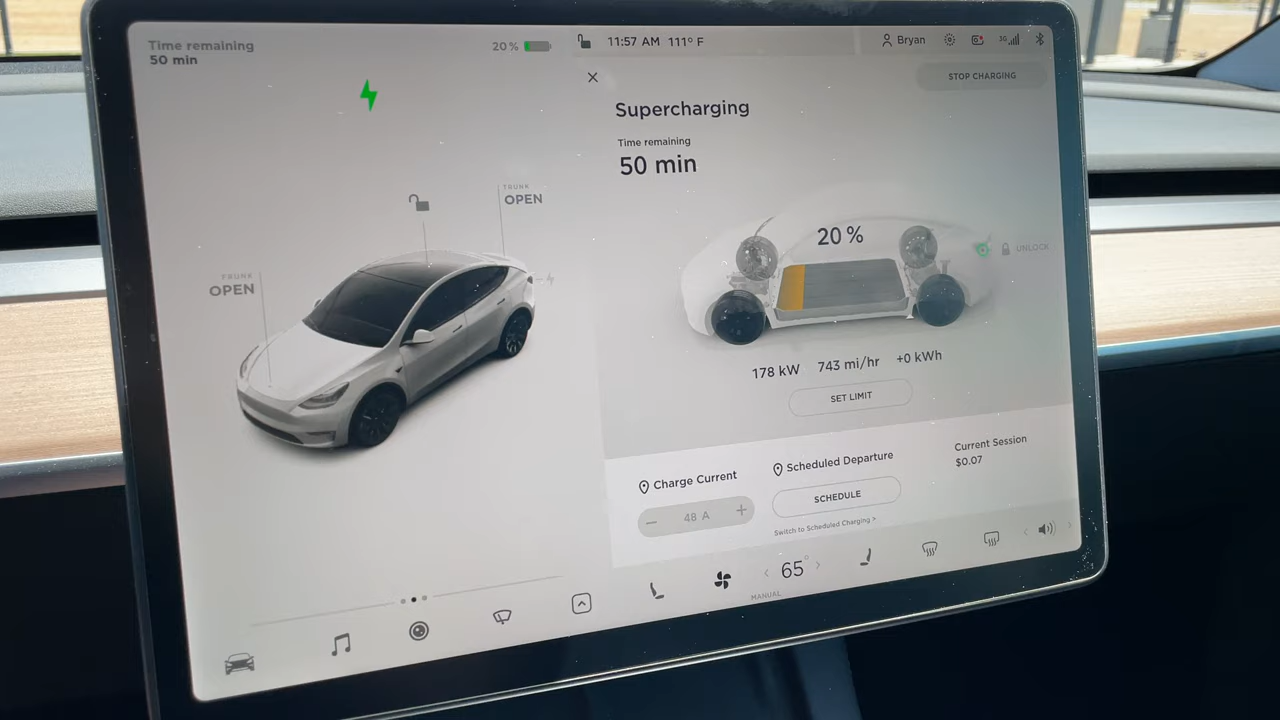 Time remaining
50 min
20 %
11:57 AM 111° F
Bryan
3G
STOP CHARGING
Supercharging
Time remaining
50 min
TRUNK
OPEN
TRUNK
OPEN
20 %
UNLOCK
178 kW 743 mi/hr +0 kWh
SET LIMIT
Charge Current
48 A
Scheduled Departure
SCHEDULE
Switch to Scheduled Charging >
Current Session
$0.07
65°
MANUAL